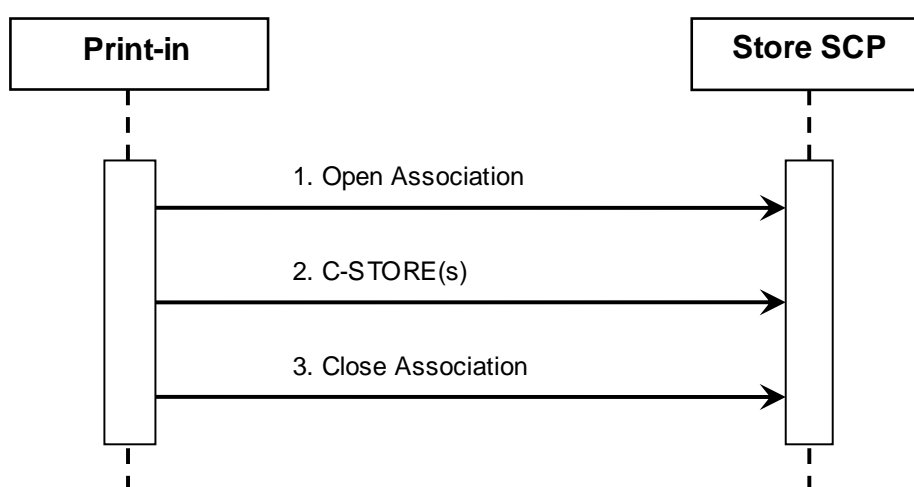 Print-in
Store SCP
1. Open Association
2. C-STORE(s)
3. Close Association